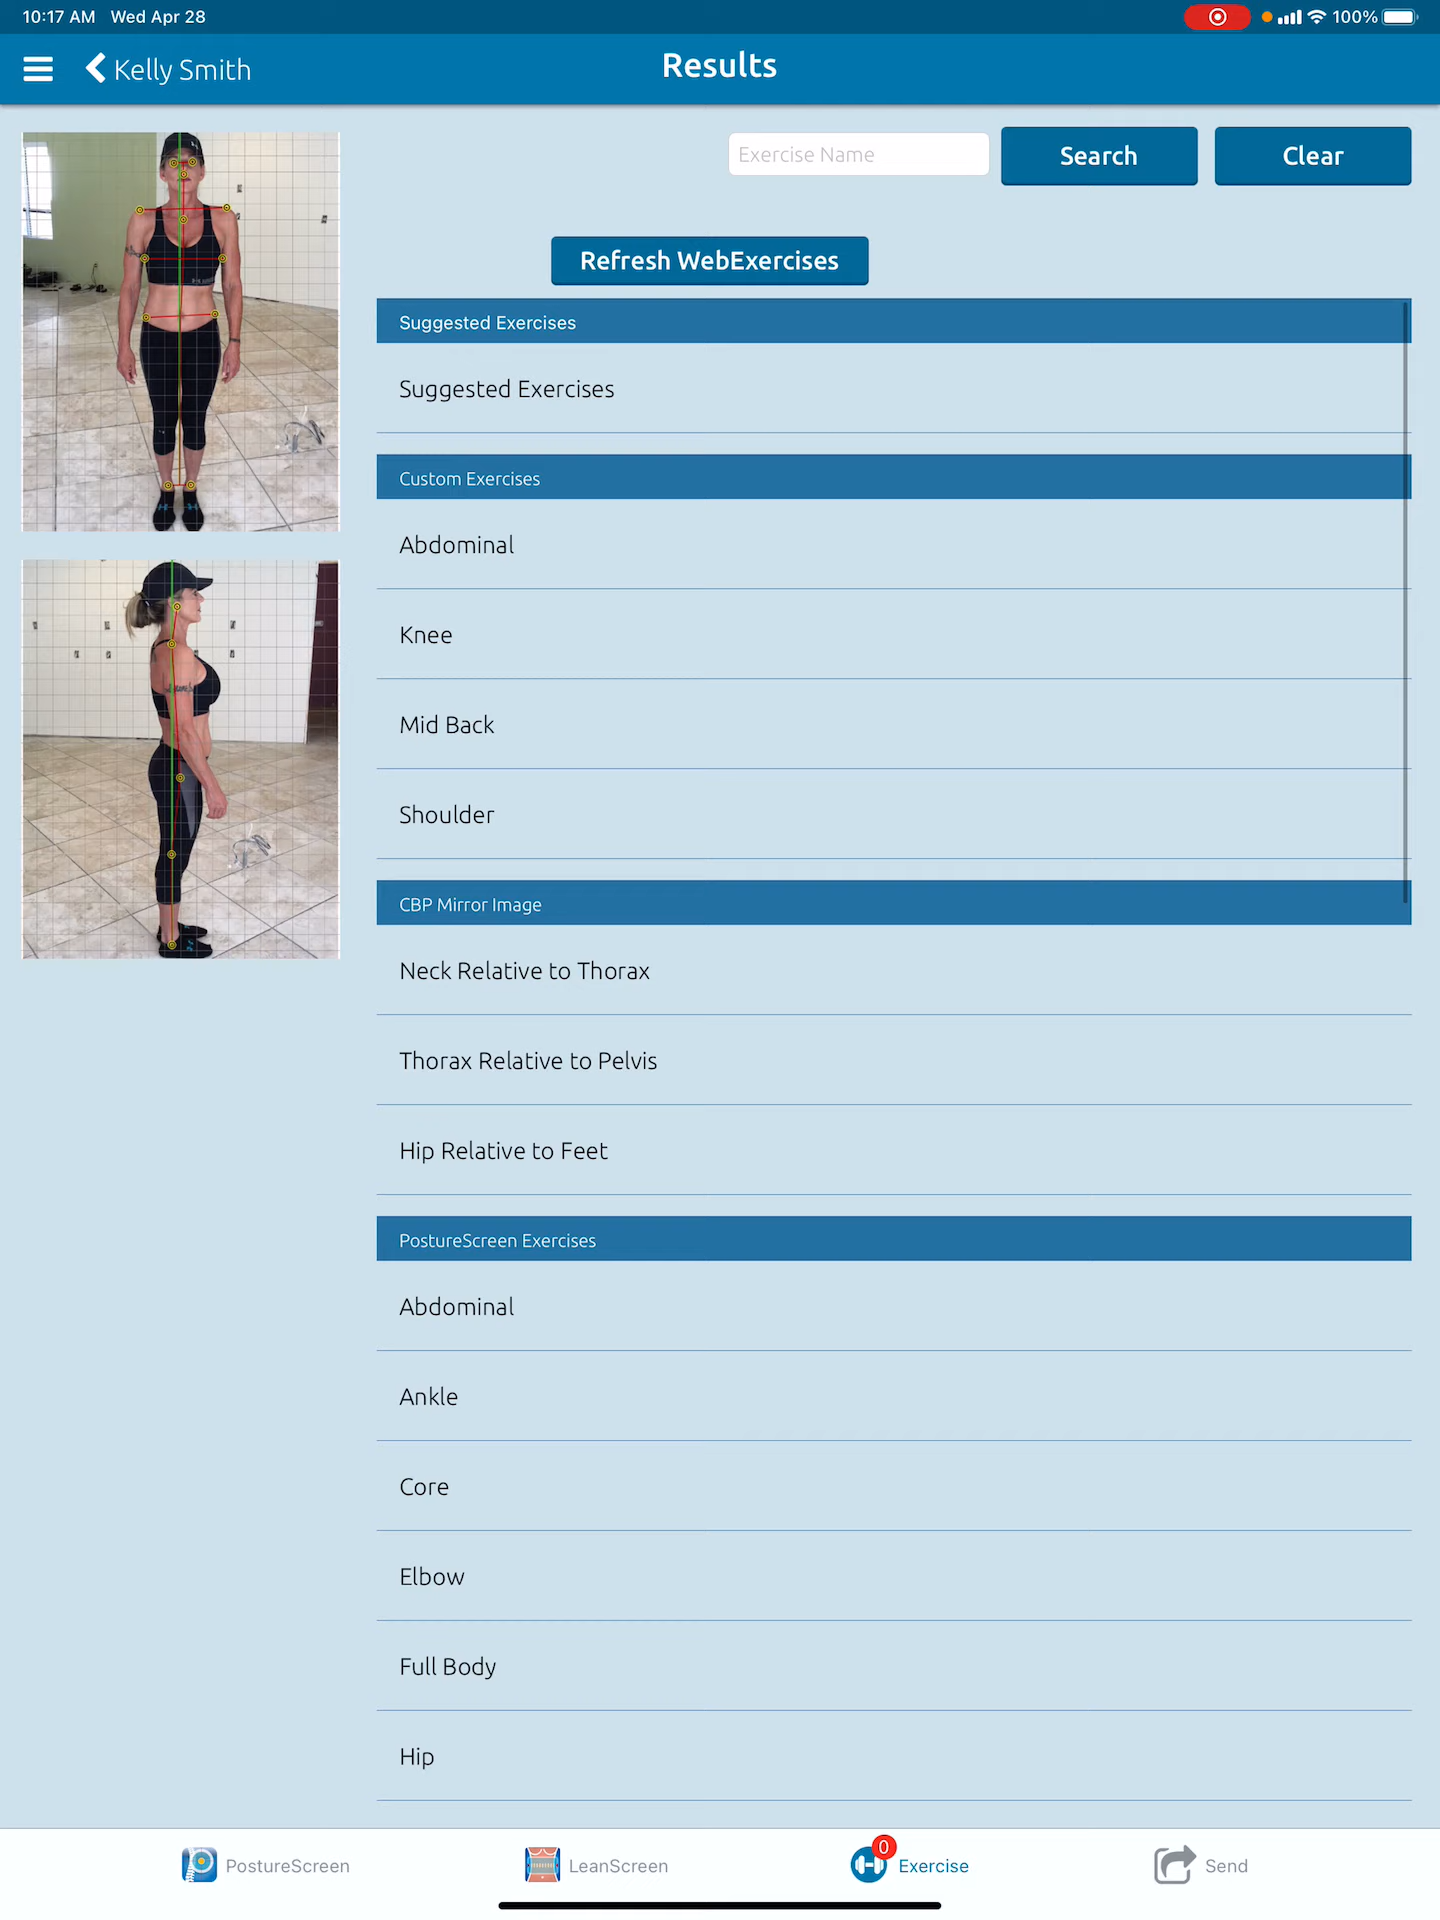 10:17 AM Wed Apr 28
100%
Kelly Smith
Results
Exercise Name
Search
Clear
Refresh WebExercises
Suggested Exercises
Suggested Exercises
Custom Exercises
Abdominal
Knee
Mid Back
Shoulder
CBP Mirror Image
Neck Relative to Thorax
Thorax Relative to Pelvis
Hip Relative to Feet
PostureScreen Exercises
Abdominal
Ankle
Core
Elbow
Full Body
Hip
PostureScreen
LeanScreen
0
Exercise
Send